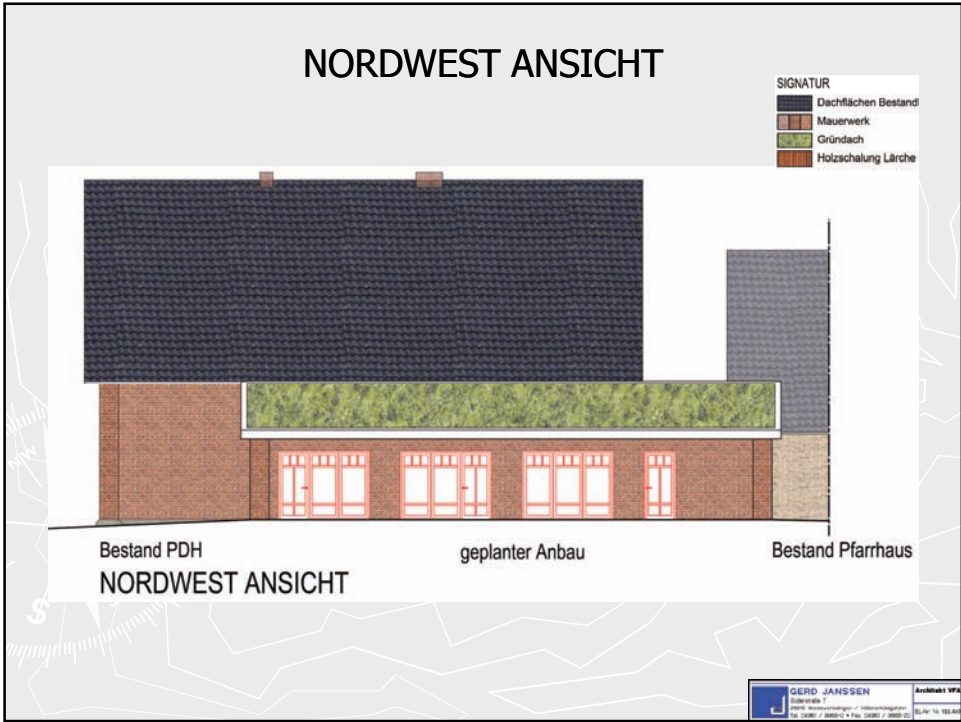 NORDWEST ANSICHT
SIGNATUR
Dachflächen Bestand
Mauerwerk
Gründach
Holzschalung Lärche
Bestand PDH
geplanter Anbau
Bestand Pfarrhaus
NORDWEST ANSICHT
NW
S
GERD JANSSEN
Architekt VFA